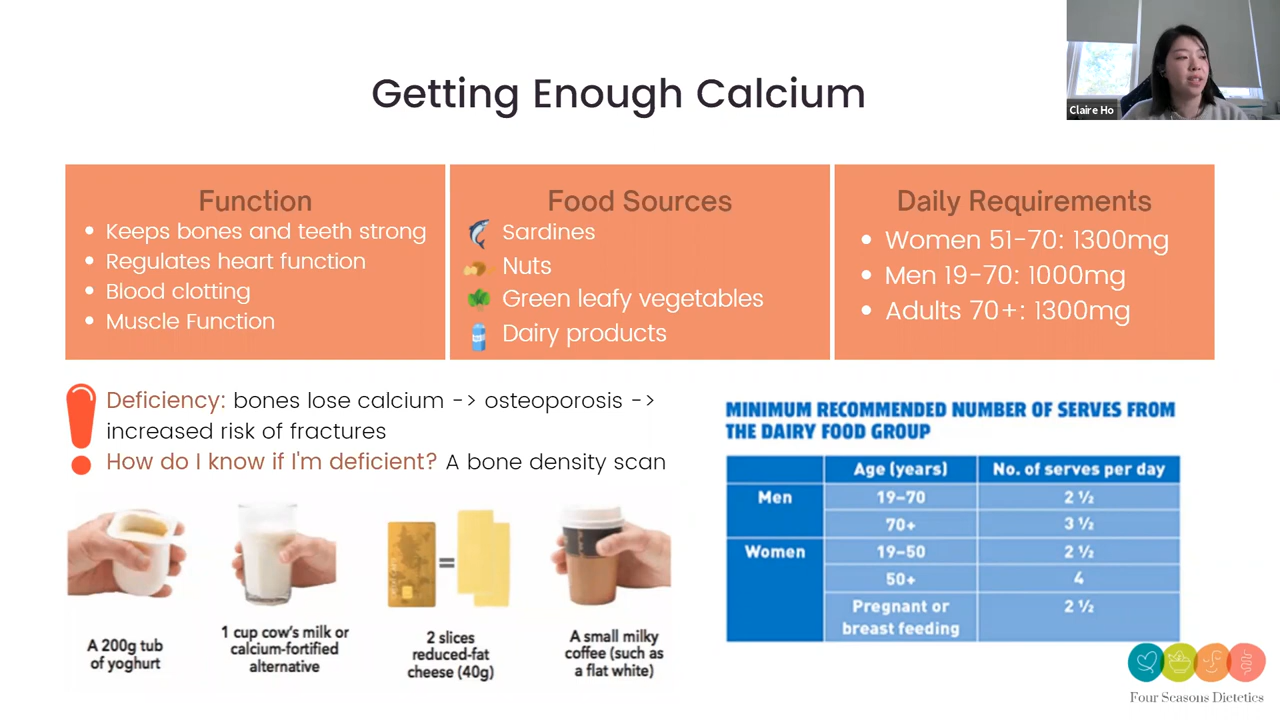 Getting Enough Calcium
Claire Ho
Function
Keeps bones and teeth strong
Regulates heart function
Blood clotting
Muscle Function
Food Sources
Sardines
Nuts
Green leafy vegetables
Dairy products
Daily Requirements
Women 51-70: 1300mg
Men 19-70: 1000mg
Adults 70+: 1300mg
Deficiency: bones lose calcium -> osteoporosis ->
increased risk of fractures
How do I know if I'm deficient? A bone density scan
A 200g tub
of yoghurt
1 cup cow's milk or
calcium-fortified
alternative
=
2 slices
reduced-fat
cheese (40g)
A small milky
coffee (such as
a flat white)
MINIMUM RECOMMENDED NUMBER OF SERVES FROM
THE DAIRY FOOD GROUP
Age (years) No. of serves per day
Men 19–70 2 ½
70+ 3 ½
Women 19–50 2 ½
50+ 4
Pregnant or
breast feeding 2 ½
Four Seasons Dietetics